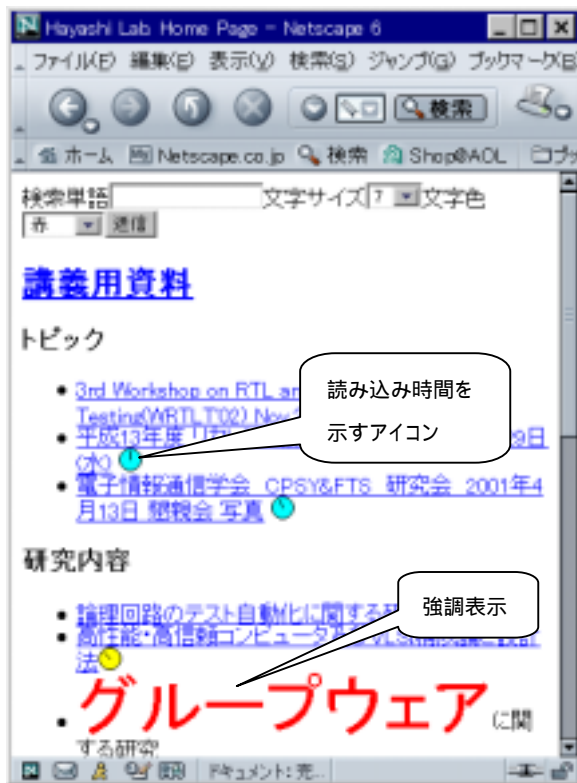 Hayashi Lab Home Page - Netscape 6
ファイル(F) 編集(E) 表示(V) 検索(S) ジャンプ(G) ブックマーク(B
検索
ホーム Netscape.co.jp 検索 Shop@AOL ブッ
検索単語 文字サイズ 7 文字色
赤 送信
講義用資料
トピック
3rd Workshop on RTL an
Testing(WRTLT'02) Nov
読み込み時間を
示すアイコン
平成13年度 9日
(水)
電子情報通信学会 CPSY&FTS 研究会 2001年4
月13日 懇親会 写真
研究内容
論理回路のテスト自動化に関する研
強調表示
高性能・高信頼コンピュータ
法
グループウェアに関
する研究
ドキュメント: 完...